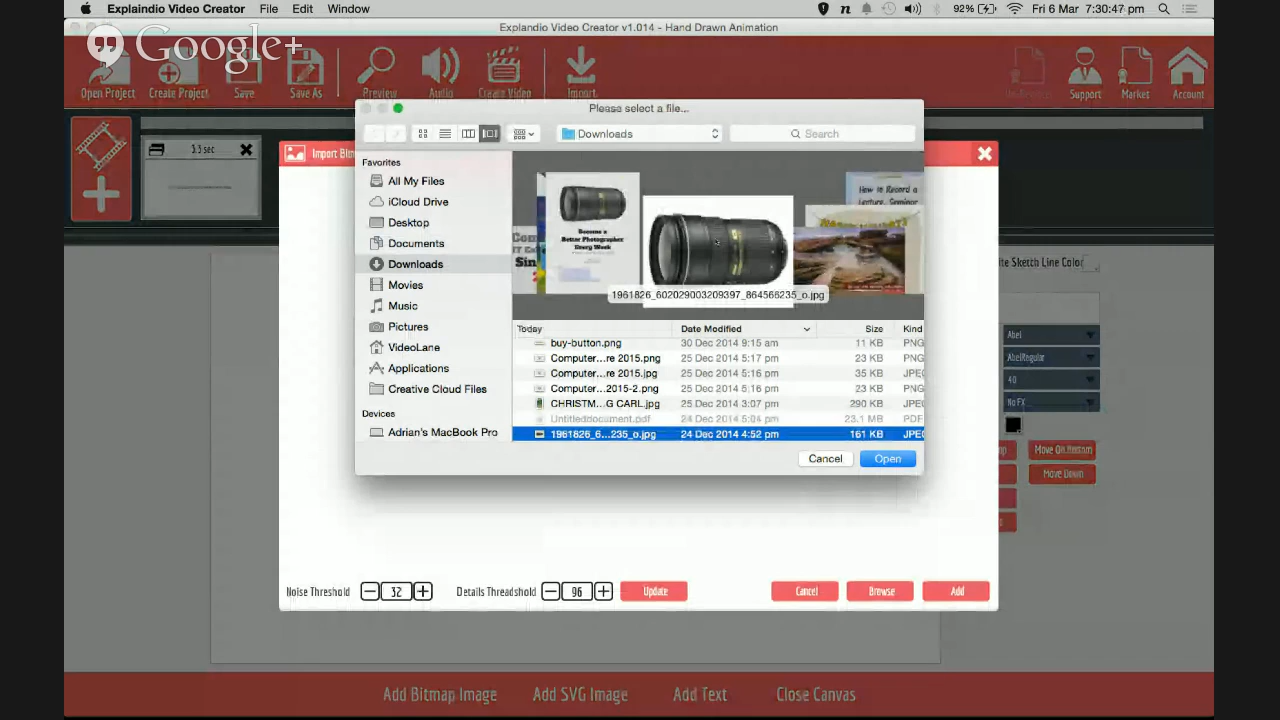 Explandio Video Creator File Edit Window 92% Fri 6 Mar 7:30:47 pm
Explandio Video Creator v1.014 - Hand Drawn Animation
Google+
Open Project Create Project Save Save As Preview Audio Create Video Import Support Market Account
Please select a file...
Downloads Search
3.3 sec
Import Bit
Favorites
All My Files
iCloud Drive
Desktop
Documents
Downloads
Movies
Music
Pictures
VideoLane
Applications
Creative Cloud Files
Devices
Adrian's MacBook Pro
Become a
Better Photographer
Every Week
How to Record a
Lecture, Seminar
1961826_602029003209397_864566235_o.jpg
Today Date Modified Size Kind
buy-button.png 30 Dec 2014 9:15 am 11 KB PNG
Computer...re 2015.png 25 Dec 2014 5:17 pm 23 KB PNG
Computer...re 2015.jpg 25 Dec 2014 5:16 pm 35 KB JPEG
Computer...2015-2.png 25 Dec 2014 5:16 pm 23 KB PNG
CHRISTM...G CARL.jpg 25 Dec 2014 3:07 pm 290 KB JPEG
Untitleddocument.pdf 24 Dec 2014 5:04 pm 23.1 MB PDF
1961826_6...235_o.jpg 24 Dec 2014 4:52 pm 161 KB JPEG
Cancel Open
ite Sketch Line Color
Abel
AbelRegular
40
No FX
Move On Bottom
Move Down
Noise Threshold 32 Details Threadshold 96 Update Cancel Browse Add
Add Bitmap Image Add SVG Image Add Text Close Canvas